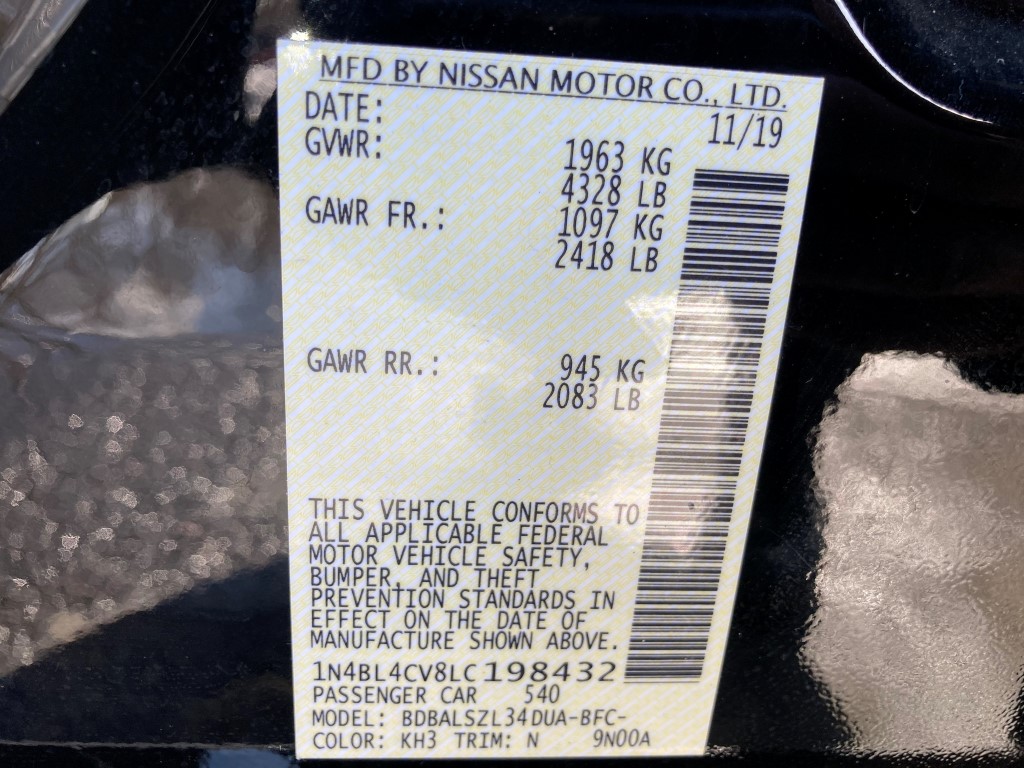 MFD BY NISSAN MOTOR CO., LTD.
DATE: 11/19
GVWR: 1963 KG
4328 LB
GAWR FR.: 1097 KG
2418 LB
GAWR RR.: 945 KG
2083 LB
THIS VEHICLE CONFORMS TO
ALL APPLICABLE FEDERAL
MOTOR VEHICLE SAFETY,
BUMPER, AND THEFT
PREVENTION STANDARDS IN
EFFECT ON THE DATE OF
MANUFACTURE SHOWN ABOVE.
1N4BL4CV8LC198432
PASSENGER CAR 540
MODEL: BDBALSZL34DUA-BFC-
COLOR: KH3 TRIM: N 9N00A